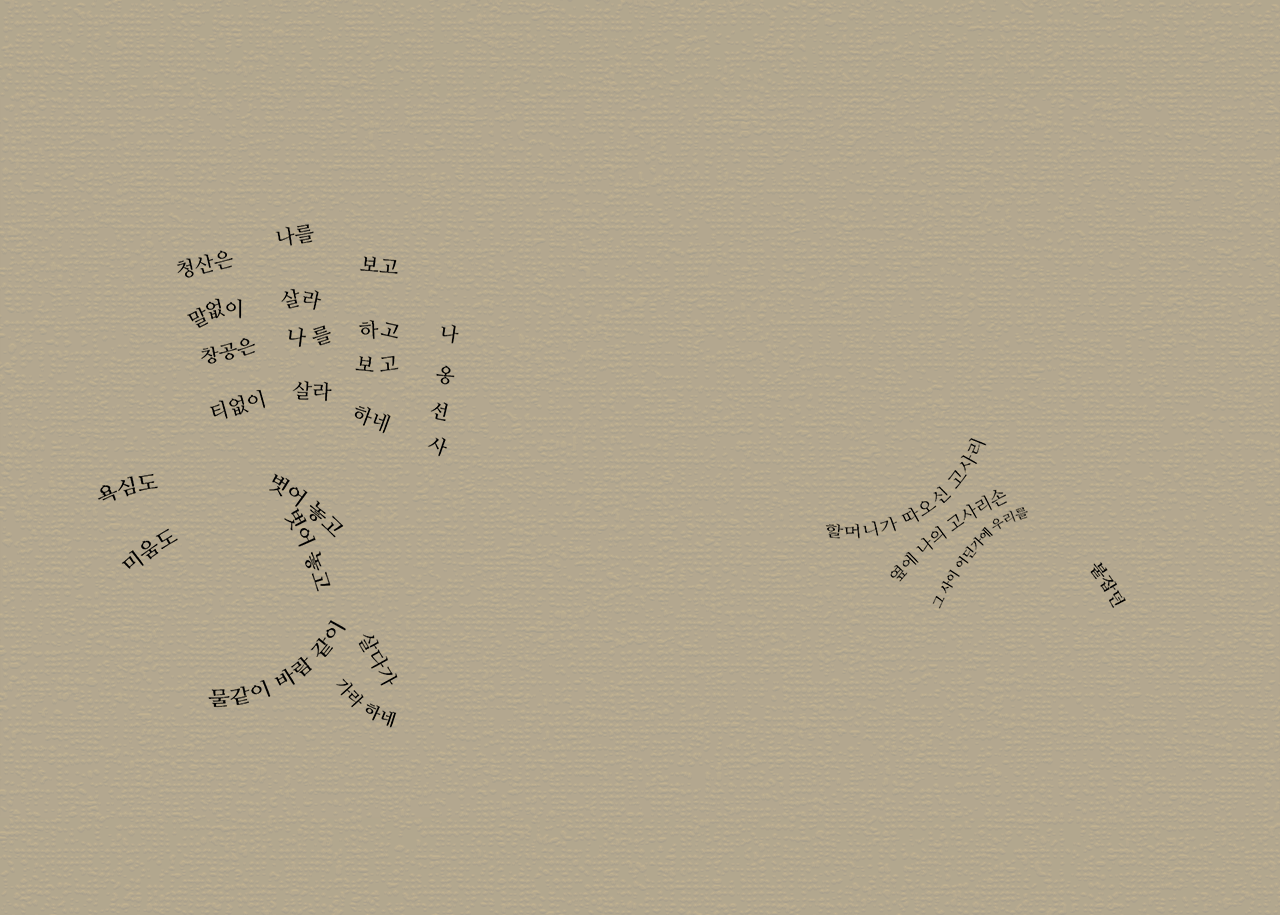 청산은 나를 보고
말없이 살라 하고
창공은 나를 보고
티없이 살라 하네
나옹선사
욕심도 벗어 놓고
미움도 벗어 놓고
물같이 바람 같이 살다가
가라 하네
할머니가 따오신 고사리
옆에 나의 고사리손
그 사이 어딘가에 우리를
붙잡던